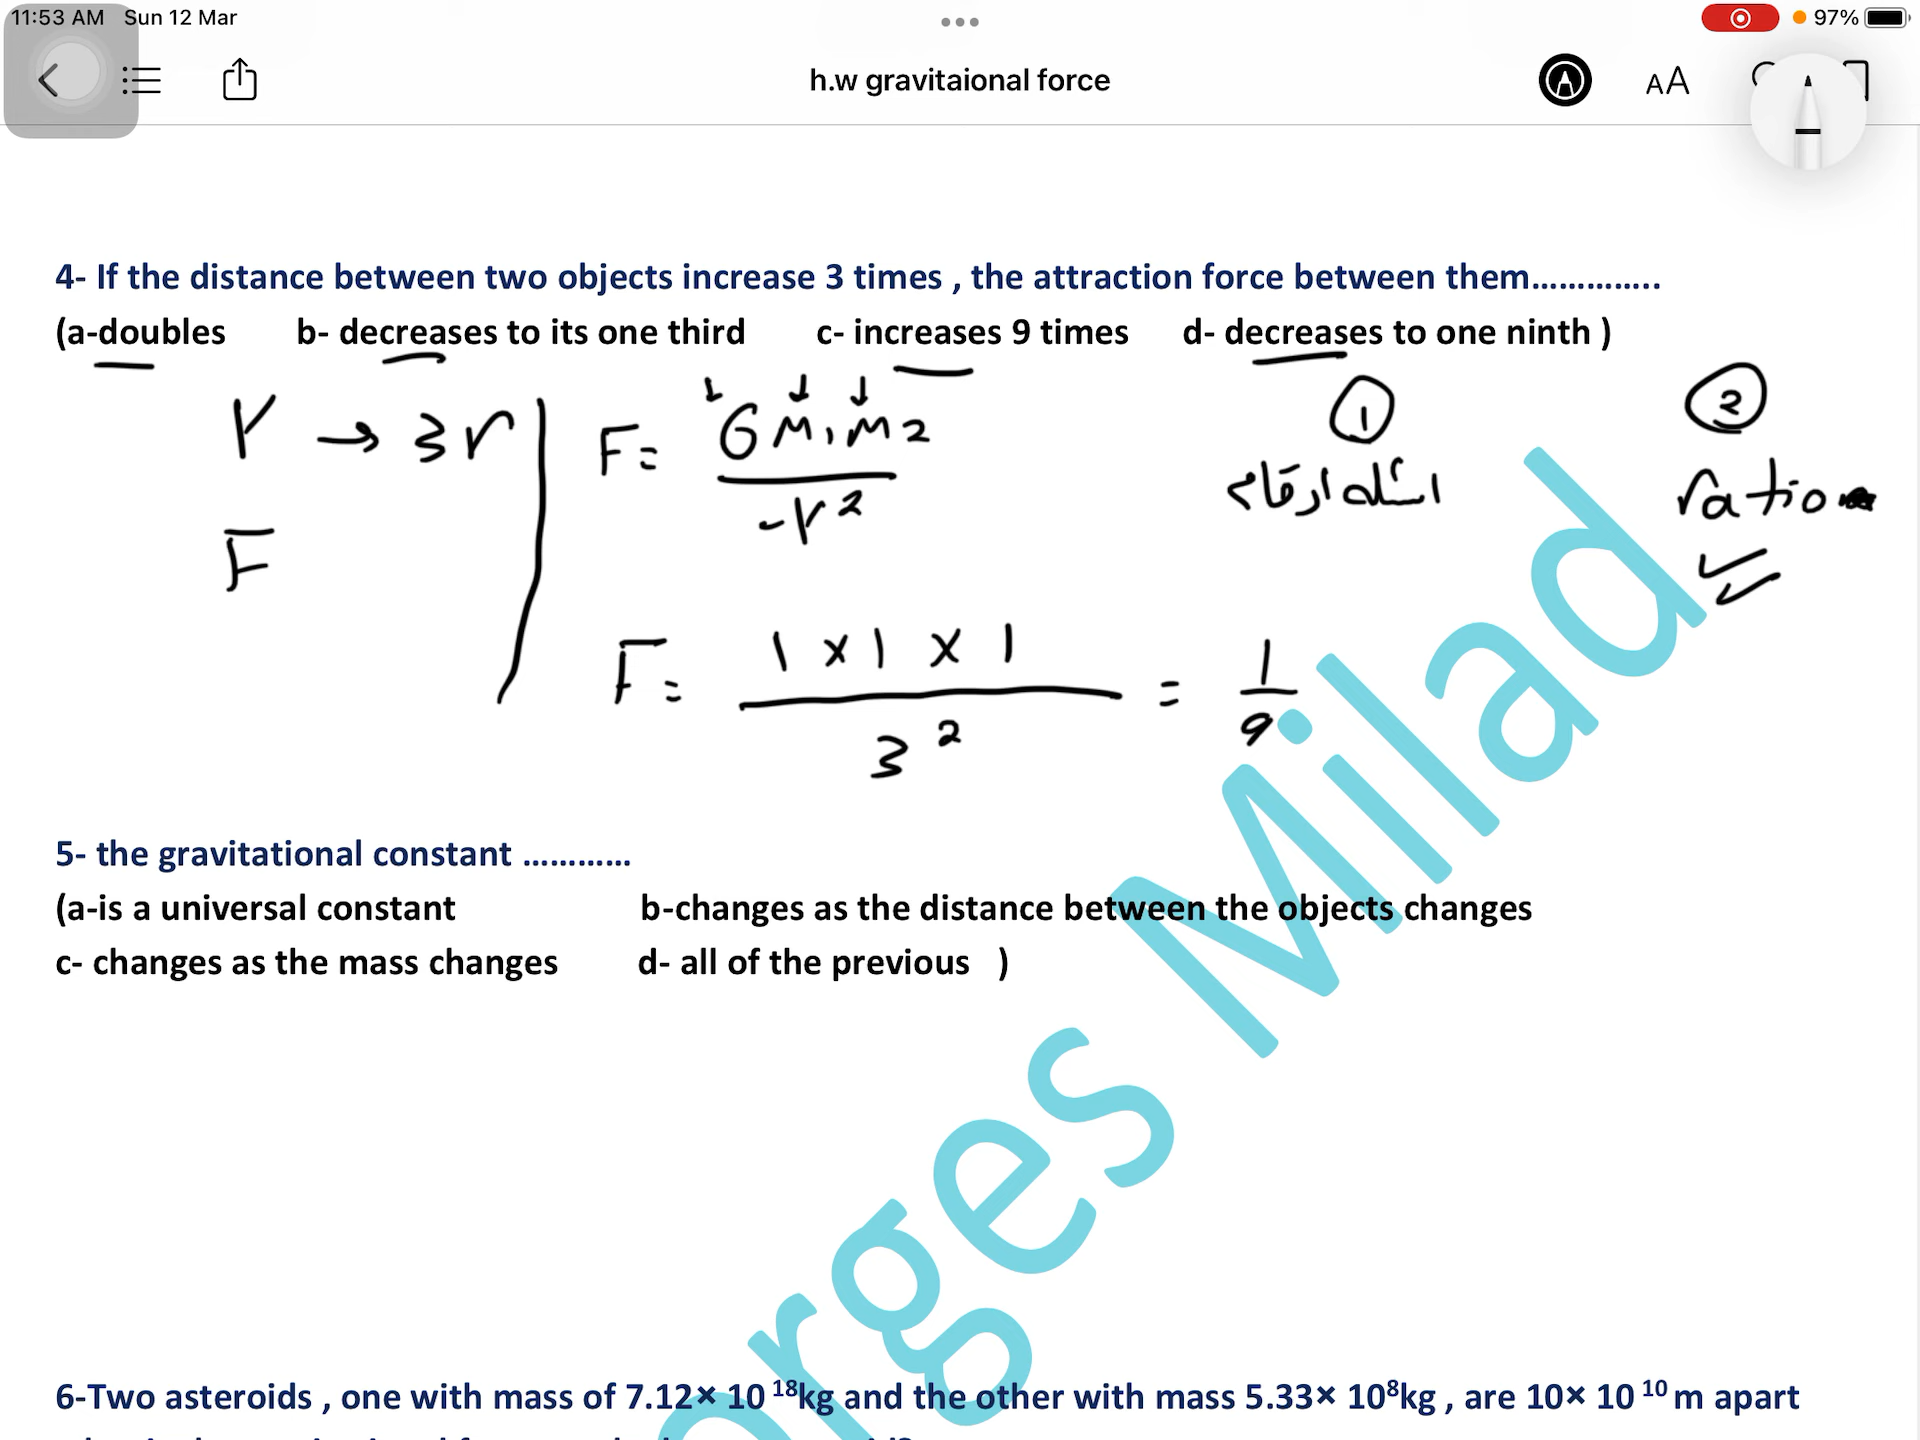 11:53 AM Sun 12 Mar
97%
h.w gravitaional force
AA
4- If the distance between two objects increase 3 times , the attraction force between them…………..
(a-doubles b- decreases to its one third c- increases 9 times d- decreases to one ninth )
r → 3r
F
F = G M1 M2
r²
F = 1 x 1 x 1 = 1
3² 9
1
اسئله ارقام
2
ratio
5- the gravitational constant …………
(a-is a universal constant b-changes as the distance between the objects changes
c- changes as the mass changes d- all of the previous )
6-Two asteroids , one with mass of 7.12× 10 ¹⁸kg and the other with mass 5.33× 10⁸kg , are 10× 10 ¹⁰ m apart
orges Milad